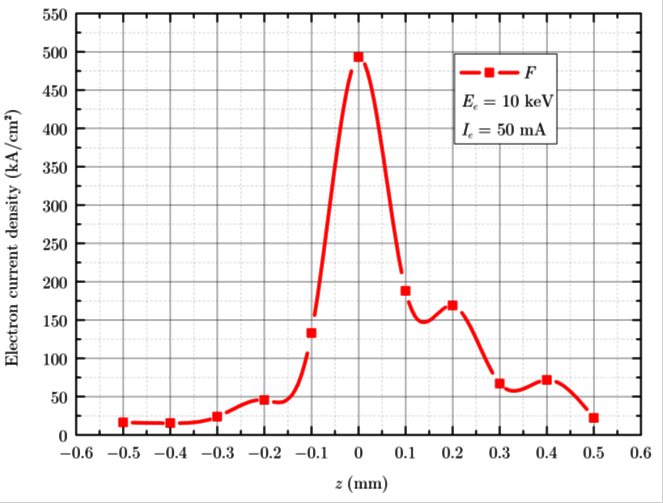 550
500
450
400
350
300
250
200
150
100
50
0
Electron current density (kA/cm²)
F
Eₑ = 10 keV
Iₑ = 50 mA
−0.6 −0.5 −0.4 −0.3 −0.2 −0.1 0 0.1 0.2 0.3 0.4 0.5 0.6
z (mm)